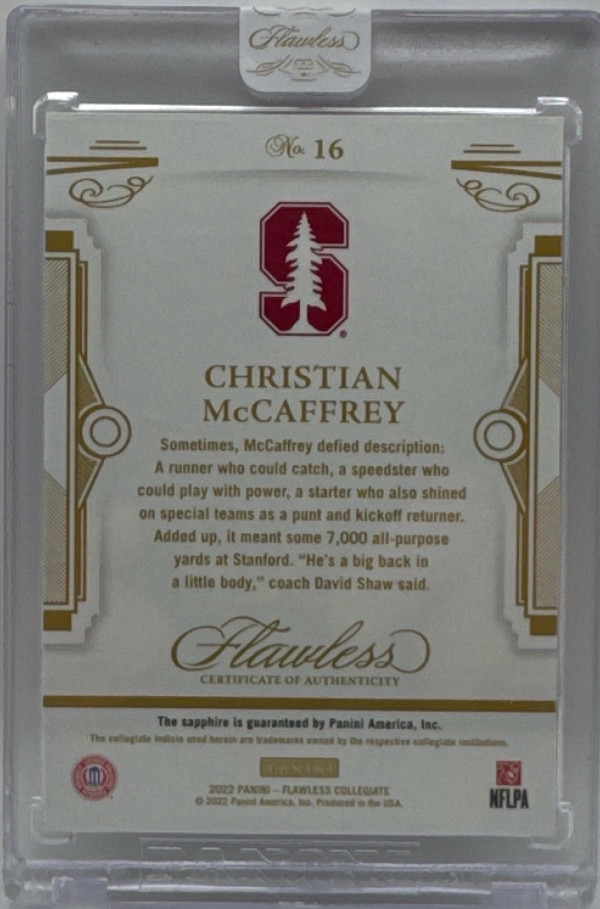 Flawless
No. 16
CHRISTIAN
McCAFFREY
Sometimes, McCaffrey defied description:
A runner who could catch, a speedster who
could play with power, a starter who also shined
on special teams as a punt and kickoff returner.
Added up, it meant some 7,000 all-purpose
yards at Stanford. “He’s a big back in
a little body,” coach David Shaw said.
Flawless
CERTIFICATE OF AUTHENTICITY
The sapphire is guaranteed by Panini America, Inc.
The collegiate indicia used herein are trademarks owned by the respective collegiate institutions.
PANINI
2022 PANINI – FLAWLESS COLLEGIATE
© 2022 Panini America, Inc. Produced in the USA.
NFLPA